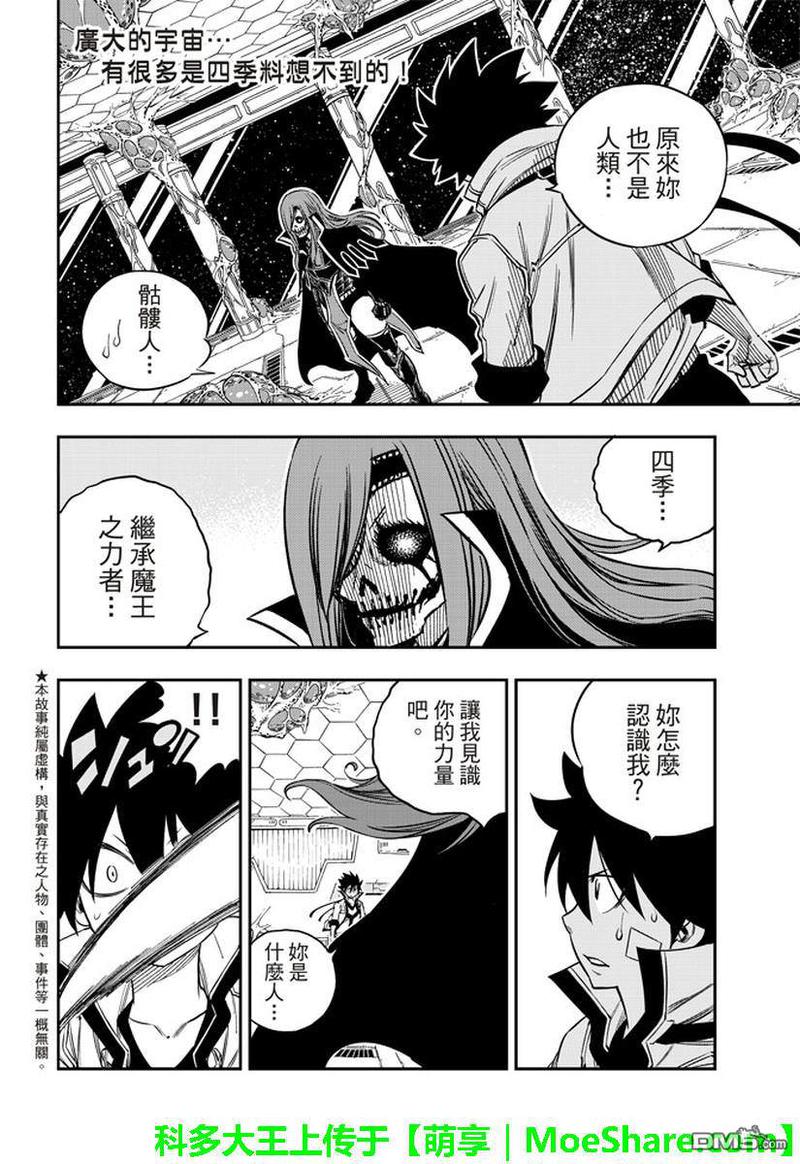 廣大的宇宙⋯
有很多是四季料想不到的！
原來妳
也不是
人類⋯
骷髏人⋯
四季⋯
繼承魔王
之力者⋯
妳怎麼
認識我？
讓我見識
你的力量
吧。
妳是
什麼人⋯
!!
シュッ
★本故事純屬虛構，與真實存在之人物、團體、事件等一概無關。
科多大王上传于【萌享｜MoeShare.
】
DM5.com